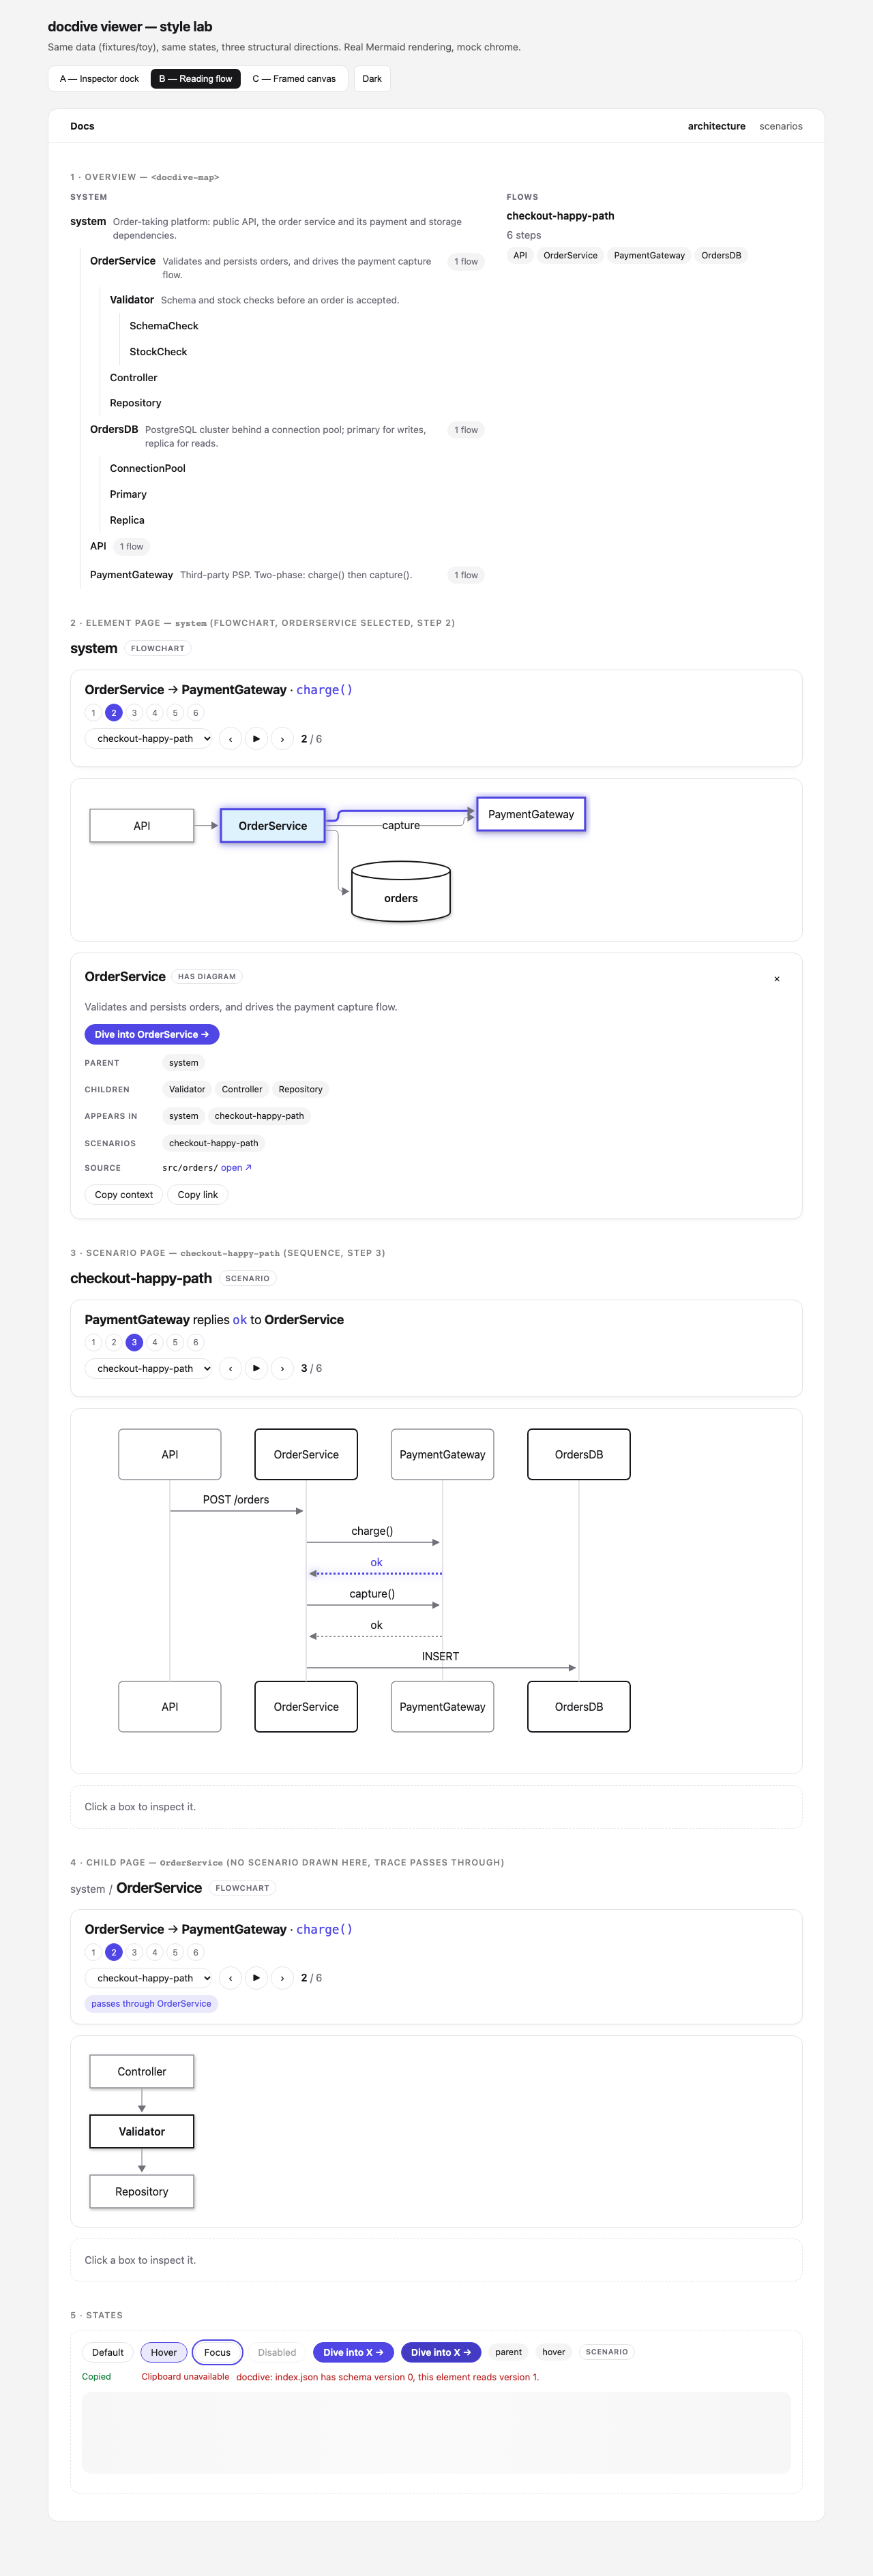 docdive viewer — style lab
Same data (fixtures/toy), same states, three structural directions. Real Mermaid rendering, mock chrome.
A — Inspector dock B — Reading flow C — Framed canvas Dark
Docs architecture scenarios
1 · OVERVIEW — <docdive-map>
SYSTEM
system Order-taking platform: public API, the order service and its payment and storage
dependencies.
OrderService Validates and persists orders, and drives the payment capture
flow.
1 flow
Validator Schema and stock checks before an order is accepted.
SchemaCheck
StockCheck
Controller
Repository
OrdersDB PostgreSQL cluster behind a connection pool; primary for writes,
replica for reads.
1 flow
ConnectionPool
Primary
Replica
API 1 flow
PaymentGateway Third-party PSP. Two-phase: charge() then capture(). 1 flow
FLOWS
checkout-happy-path
6 steps
API OrderService PaymentGateway OrdersDB
2 · ELEMENT PAGE — system (FLOWCHART, ORDERSERVICE SELECTED, STEP 2)
system FLOWCHART
OrderService → PaymentGateway · charge()
1 2 3 4 5 6
checkout-happy-path ‹ ▶ › 2 / 6
API OrderService capture PaymentGateway
orders
OrderService HAS DIAGRAM ×
Validates and persists orders, and drives the payment capture flow.
Dive into OrderService →
PARENT system
CHILDREN Validator Controller Repository
APPEARS IN system checkout-happy-path
SCENARIOS checkout-happy-path
SOURCE src/orders/ open ↗
Copy context Copy link
3 · SCENARIO PAGE — checkout-happy-path (SEQUENCE, STEP 3)
checkout-happy-path SCENARIO
PaymentGateway replies ok to OrderService
1 2 3 4 5 6
checkout-happy-path ‹ ▶ › 3 / 6
API OrderService PaymentGateway OrdersDB
POST /orders
charge()
ok
capture()
ok
INSERT
API OrderService PaymentGateway OrdersDB
Click a box to inspect it.
4 · CHILD PAGE — OrderService (NO SCENARIO DRAWN HERE, TRACE PASSES THROUGH)
system / OrderService FLOWCHART
OrderService → PaymentGateway · charge()
1 2 3 4 5 6
checkout-happy-path ‹ ▶ › 2 / 6
passes through OrderService
Controller
Validator
Repository
Click a box to inspect it.
5 · STATES
Default Hover Focus Disabled Dive into X → Dive into X → parent hover SCENARIO
Copied Clipboard unavailable docdive: index.json has schema version 0, this element reads version 1.